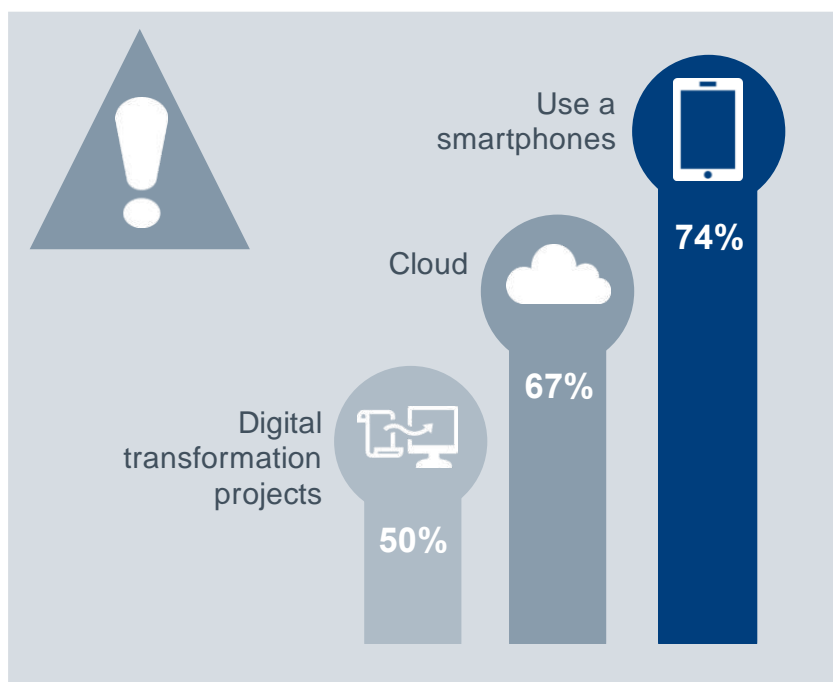 Use a
smartphones
74%
Cloud
67%
Digital
transformation
projects
50%